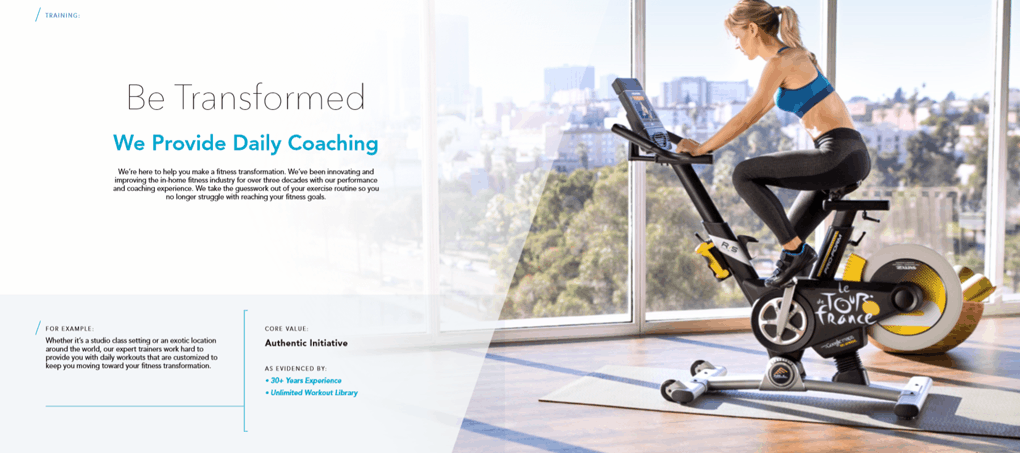 TRAINING:
Be Transformed
We Provide Daily Coaching
We're here to help you make a fitness transformation. We've been innovating and
improving the in-home fitness industry for over three decades with our performance
and coaching experience. We take the guesswork out of your exercise routine so you
no longer struggle with reaching your fitness goals.
FOR EXAMPLE:
Whether it's a studio class setting or an exotic location
around the world, our expert trainers work hard to
provide you with daily workouts that are customized to
keep you moving toward your fitness transformation.
CORE VALUE:
Authentic Initiative
AS EVIDENCED BY:
• 30+ Years Experience
• Unlimited Workout Library
PRO-FORM
le
de TOUR
france